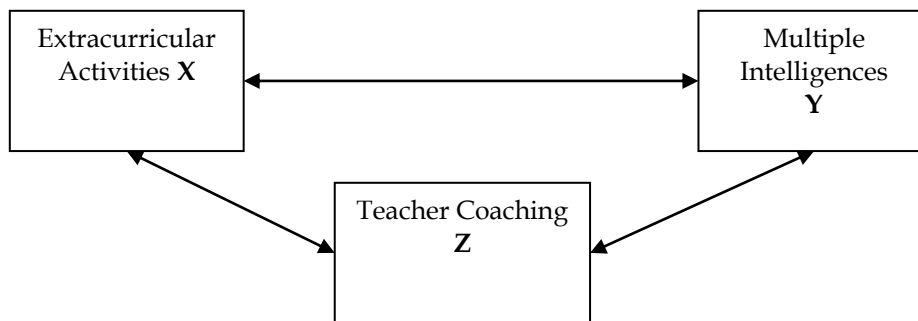 Extracurricular
Activities X
Multiple
Intelligences
Y
Teacher Coaching
Z